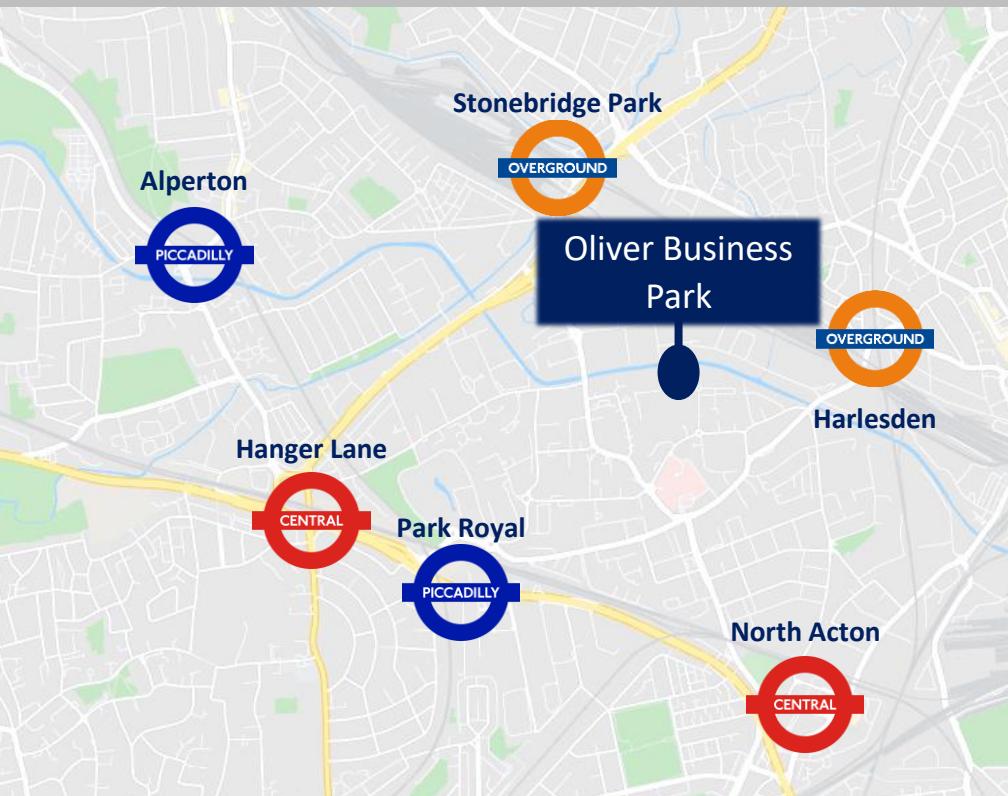 Stonebridge Park
OVERGROUND
Alperton
PICCADILLY
Oliver Business
Park
OVERGROUND
Harlesden
Hanger Lane
CENTRAL
Park Royal
PICCADILLY
North Acton
CENTRAL